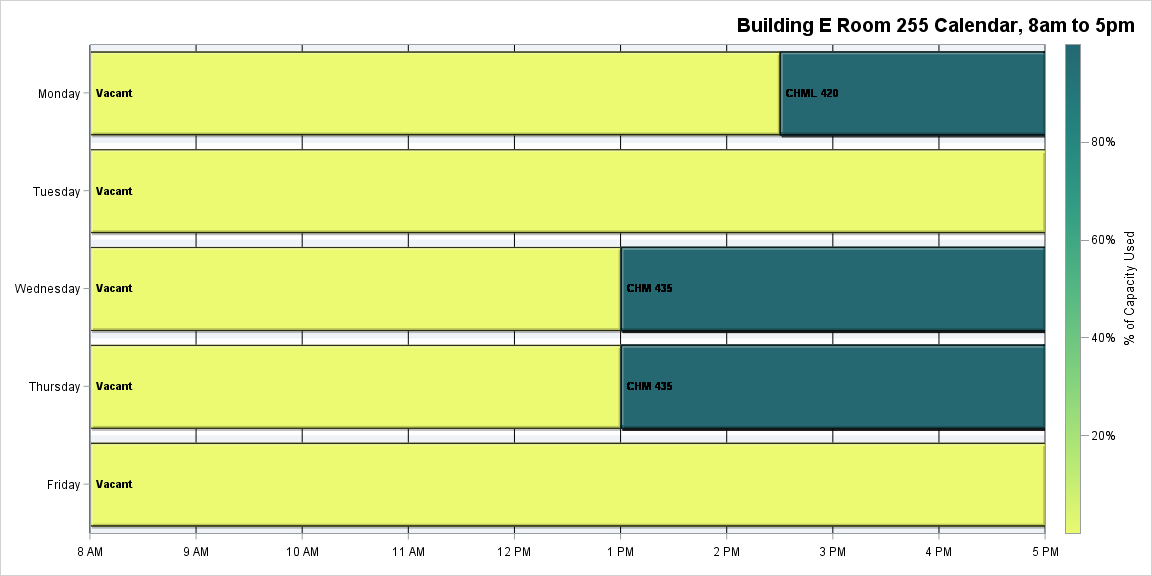 Building E Room 255 Calendar, 8am to 5pm
Monday
Vacant
CHML 420
Tuesday
Vacant
Wednesday
Vacant
CHM 435
Thursday
Vacant
CHM 435
Friday
Vacant
8 AM 9 AM 10 AM 11 AM 12 PM 1 PM 2 PM 3 PM 4 PM 5 PM
80%
60%
40%
20%
% of Capacity Used